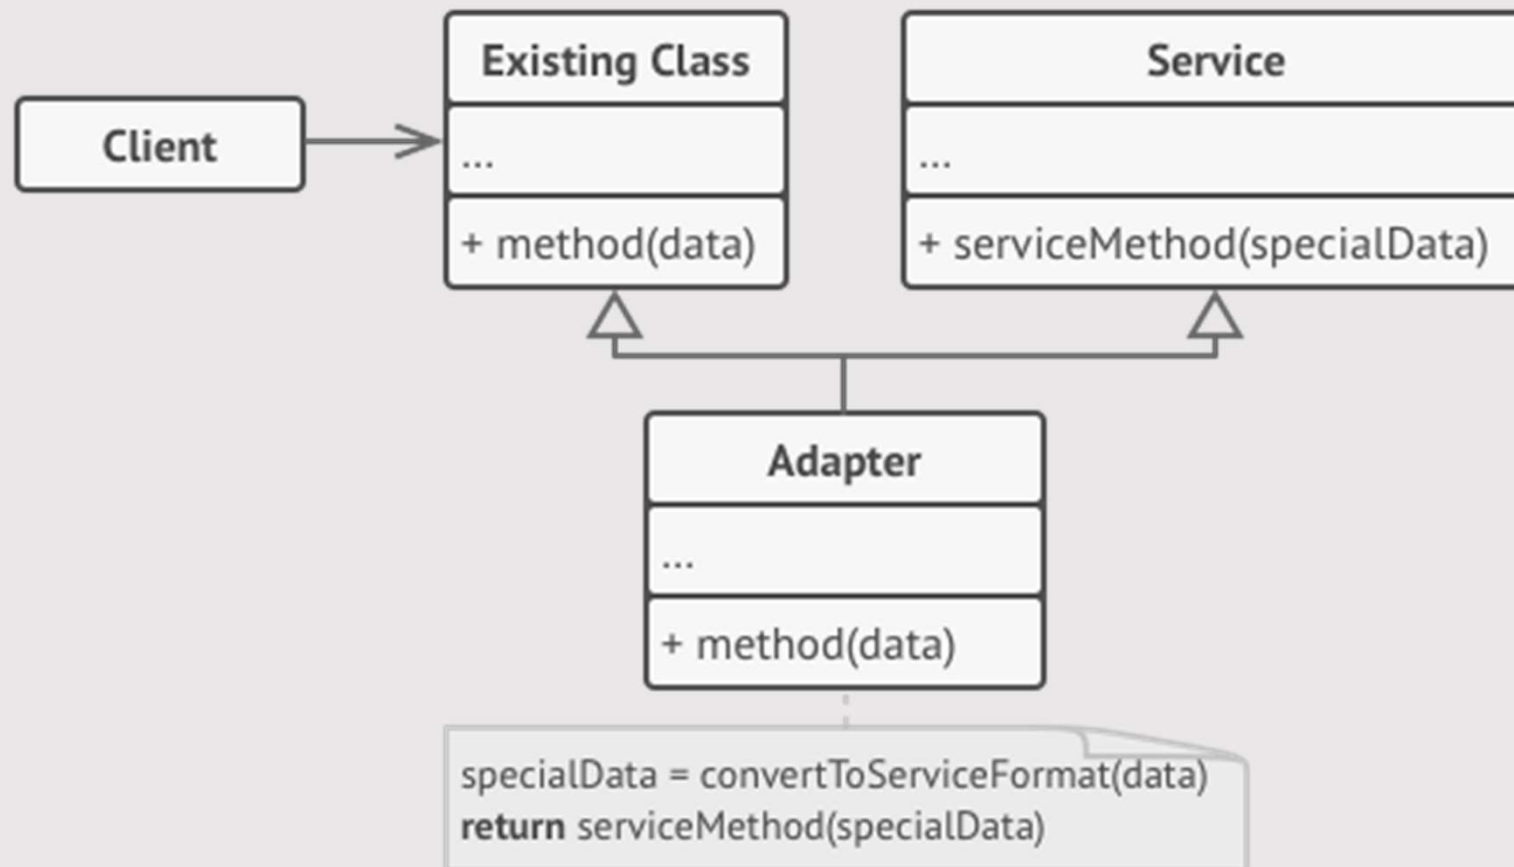 Client
Existing Class
...
+ method(data)
Service
...
+ serviceMethod(specialData)
Adapter
...
+ method(data)
specialData = convertToServiceFormat(data)
return serviceMethod(specialData)